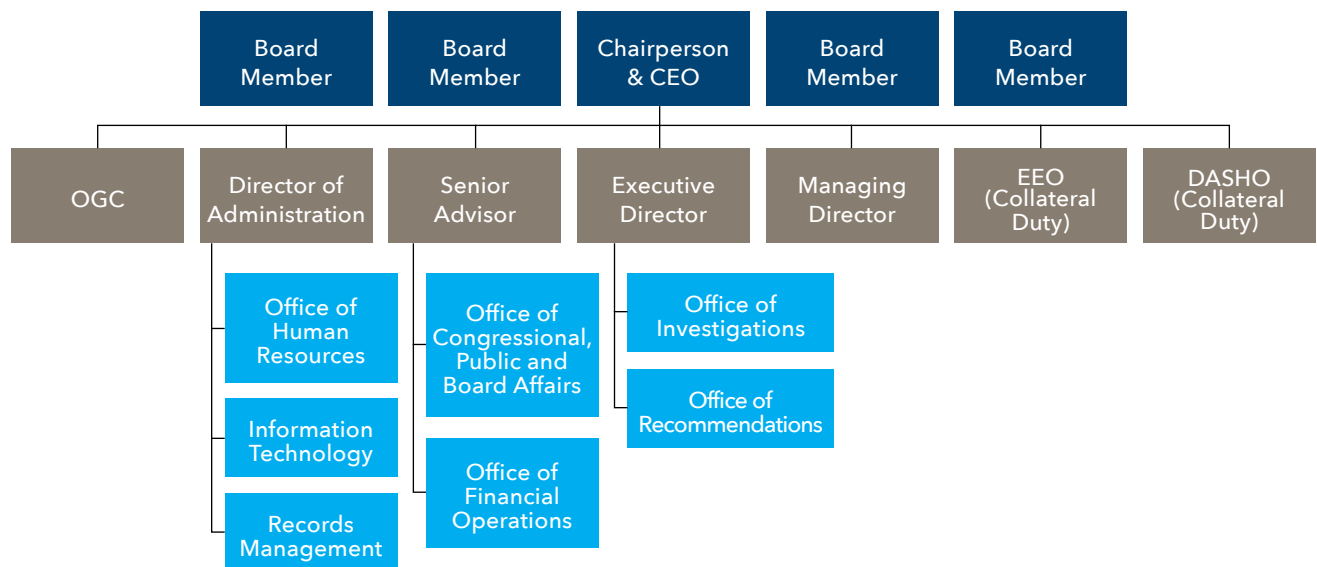 Board
Member
Board
Member
Chairperson
& CEO
Board
Member
Board
Member
OGC
Director of
Administration
Senior
Advisor
Executive
Director
Managing
Director
EEO
(Collateral
Duty)
DASHO
(Collateral
Duty)
Office of
Human
Resources
Information
Technology
Records
Management
Office of
Congressional,
Public and
Board Affairs
Office of
Financial
Operations
Office of
Investigations
Office of
Recommendations